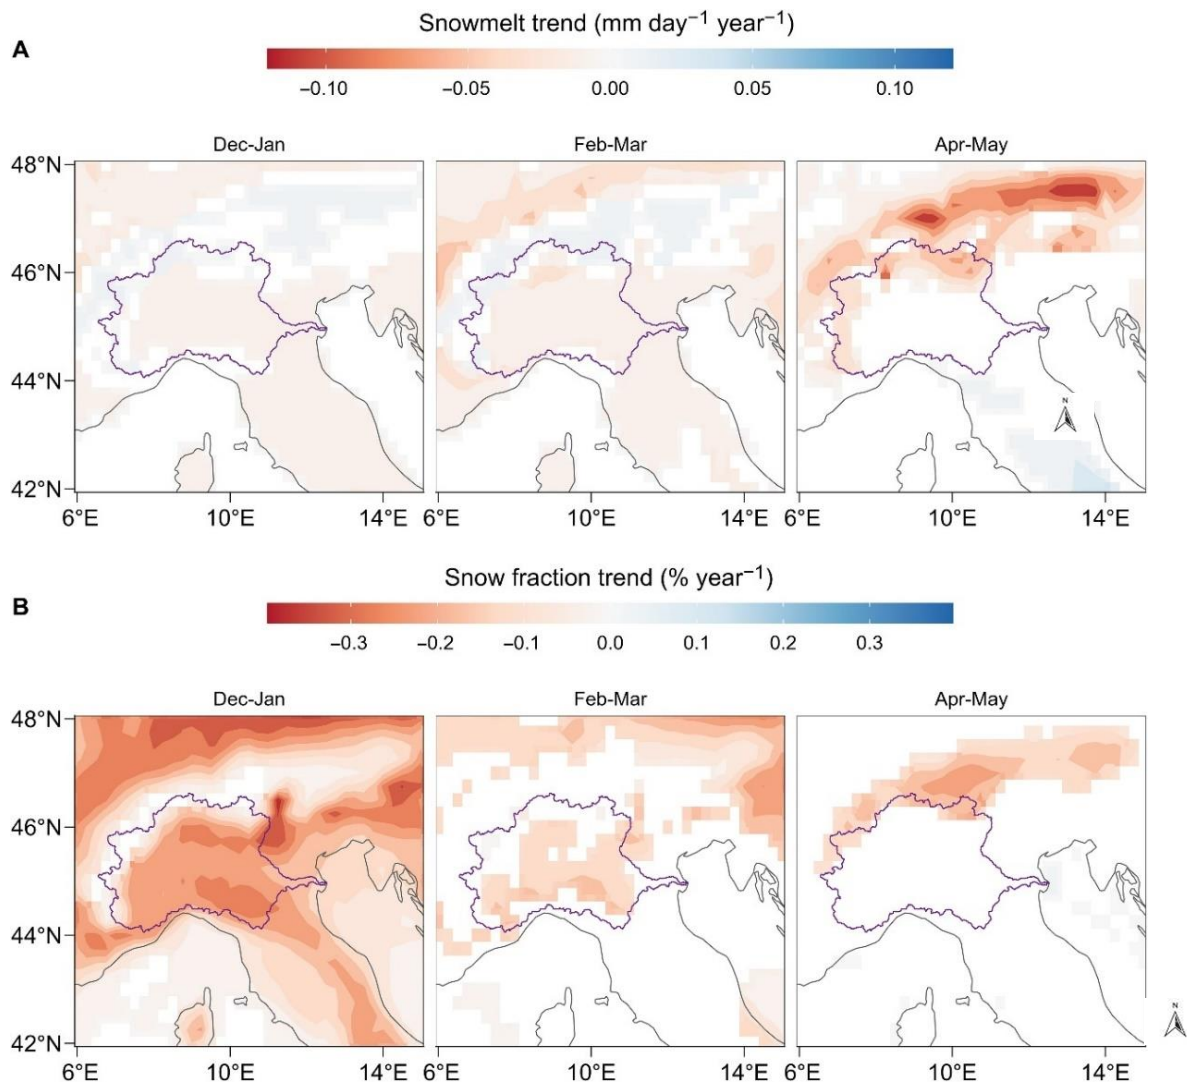 A
Snowmelt trend (mm day⁻¹ year⁻¹)
−0.10 −0.05 0.00 0.05 0.10
Dec-Jan Feb-Mar Apr-May
48°N
46°N
44°N
N
42°N
6°E 10°E 14°E 6°E 10°E 14°E 6°E 10°E 14°E
B
Snow fraction trend (% year⁻¹)
−0.3 −0.2 −0.1 0.0 0.1 0.2 0.3
Dec-Jan Feb-Mar Apr-May
48°N
46°N
44°N
N
42°N
6°E 10°E 14°E 6°E 10°E 14°E 6°E 10°E 14°E